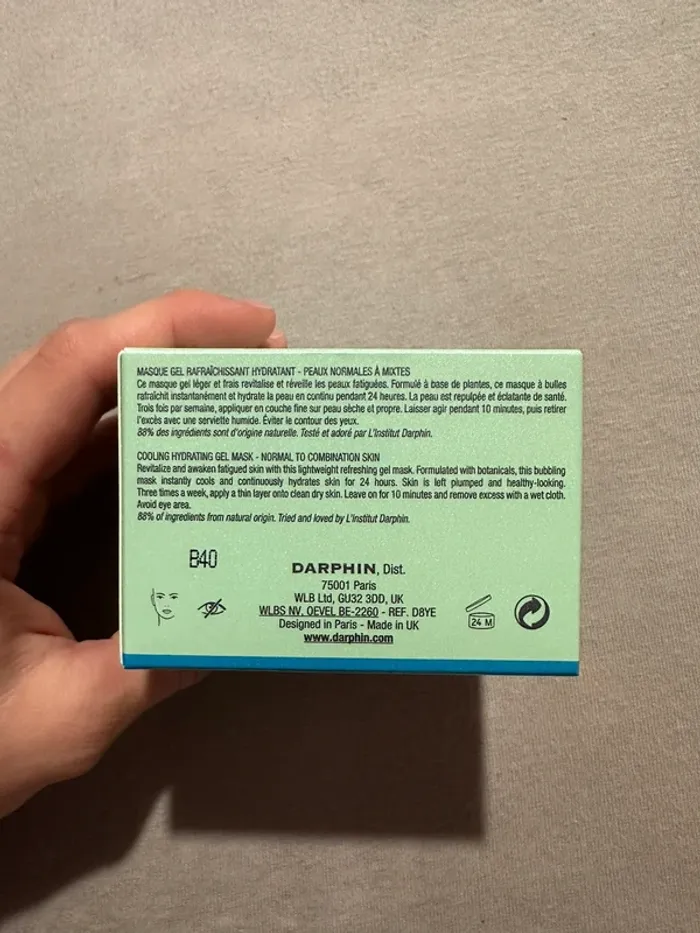 MASQUE GEL RAFRAÎCHISSANT HYDRATANT - PEAUX NORMALES À MIXTES
Ce masque gel léger et frais revitalise et réveille les peaux fatiguées. Formulé à base de plantes, ce masque à bulles
rafraîchit instantanément et hydrate la peau en continu pendant 24 heures. La peau est repulpée et éclatante de santé.
Trois fois par semaine, appliquer en couche fine sur peau sèche et propre. Laisser agir pendant 10 minutes, puis retirer
l'excès avec une serviette humide. Éviter le contour des yeux.
88% des ingrédients sont d'origine naturelle. Testé et adoré par L'Institut Darphin.
COOLING HYDRATING GEL MASK - NORMAL TO COMBINATION SKIN
Revitalize and awaken fatigued skin with this lightweight refreshing gel mask. Formulated with botanicals, this bubbling
mask instantly cools and continuously hydrates skin for 24 hours. Skin is left plumped and healthy-looking.
Three times a week, apply a thin layer onto clean dry skin. Leave on for 10 minutes and remove excess with a wet cloth.
Avoid eye area.
88% of ingredients from natural origin. Tried and loved by L'Institut Darphin.
B40
DARPHIN, Dist.
75001 Paris
WLB Ltd, GU32 3DD, UK
WLBS NV, OEVEL BE-2260 - REF. D8YE
Designed in Paris - Made in UK
www.darphin.com
24 M